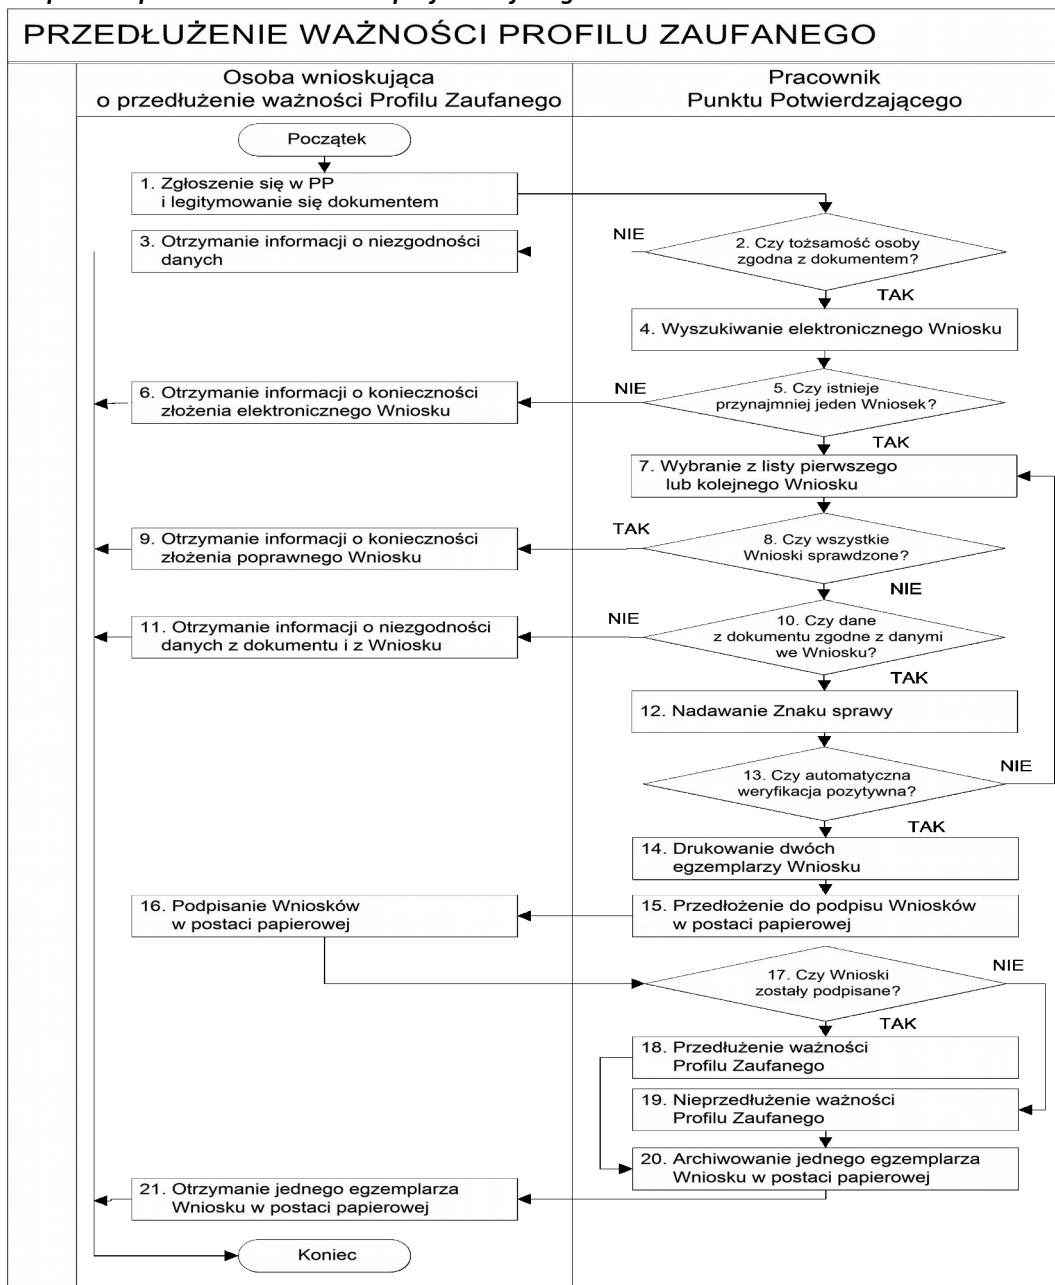 PRZEDŁUŻENIE WAŻNOŚCI PROFILU ZAUFANEGO
Osoba wnioskująca
o przedłużenie ważności Profilu Zaufanego
Pracownik
Punktu Potwierdzającego
Początek
1. Zgłoszenie się w PP
i legitymowanie się dokumentem
2. Czy tożsamość osoby
zgodna z dokumentem?
NIE
TAK
3. Otrzymanie informacji o niezgodności
danych
4. Wyszukiwanie elektronicznego Wniosku
5. Czy istnieje
przynajmniej jeden Wniosek?
NIE
TAK
6. Otrzymanie informacji o konieczności
złożenia elektronicznego Wniosku
7. Wybranie z listy pierwszego
lub kolejnego Wniosku
8. Czy wszystkie
Wnioski sprawdzone?
TAK
NIE
9. Otrzymanie informacji o konieczności
złożenia poprawnego Wniosku
10. Czy dane
z dokumentu zgodne z danymi
we Wniosku?
NIE
TAK
11. Otrzymanie informacji o niezgodności
danych z dokumentu i z Wniosku
12. Nadawanie Znaku sprawy
13. Czy automatyczna
weryfikacja pozytywna?
NIE
TAK
14. Drukowanie dwóch
egzemplarzy Wniosku
15. Przedłożenie do podpisu Wniosków
w postaci papierowej
16. Podpisanie Wniosków
w postaci papierowej
17. Czy Wnioski
zostały podpisane?
NIE
TAK
18. Przedłużenie ważności
Profilu Zaufanego
19. Nieprzedłużenie ważności
Profilu Zaufanego
20. Archiwowanie jednego egzemplarza
Wniosku w postaci papierowej
21. Otrzymanie jednego egzemplarza
Wniosku w postaci papierowej
Koniec